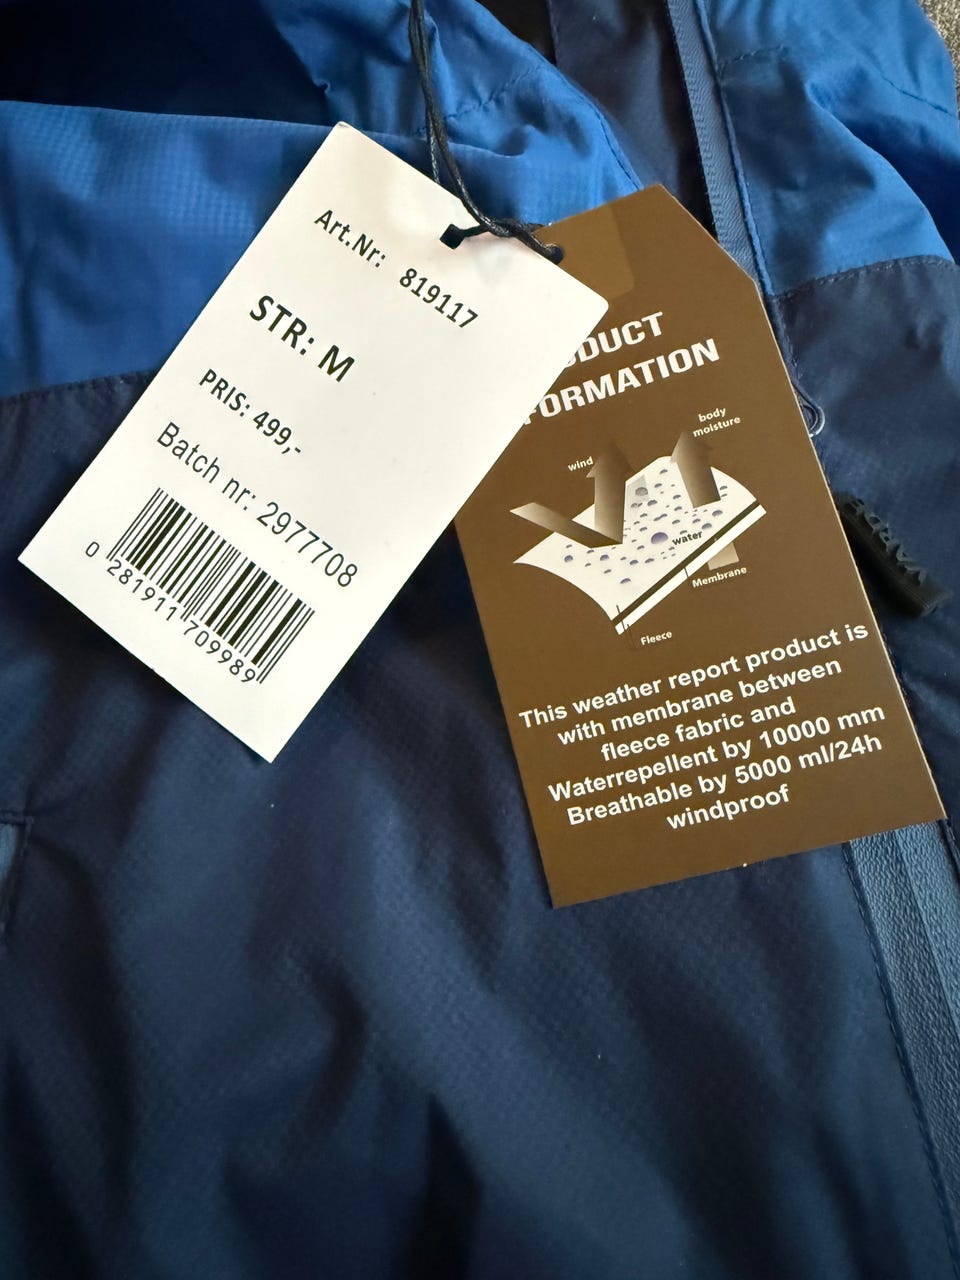 Art.Nr: 819117
STR: M
PRIS: 499,-
Batch nr: 2977708
0 281911 709989
DUCT
FORMATION
body
moisture
wind
water
Membrane
Fleece
This weather report product is
with membrane between
fleece fabric and
Waterrepellent by 10000 mm
Breathable by 5000 ml/24h
windproof